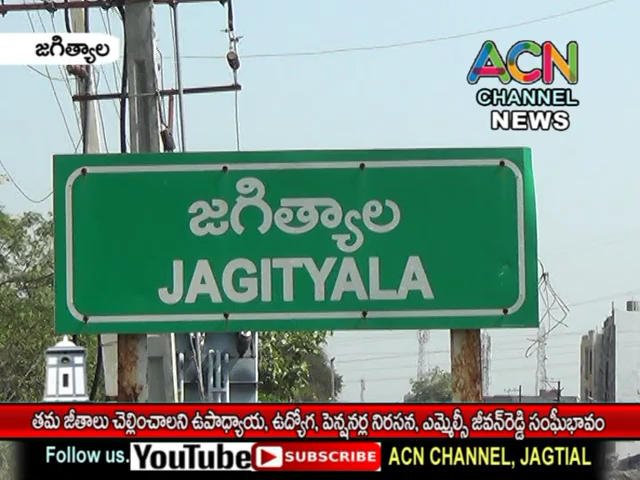 జగిత్యాల
ACN
CHANNEL
NEWS
జగిత్యాల
JAGITYALA
తమ జీతాలు చెల్లించాలని ఉపాధ్యాయ, ఉద్యోగ, పెన్షనర్ల నిరసన, ఎమ్మెల్సీ జీవన్‌రెడ్డి సంఘీభావం
Follow us. YouTube SUBSCRIBE ACN CHANNEL, JAGTIAL